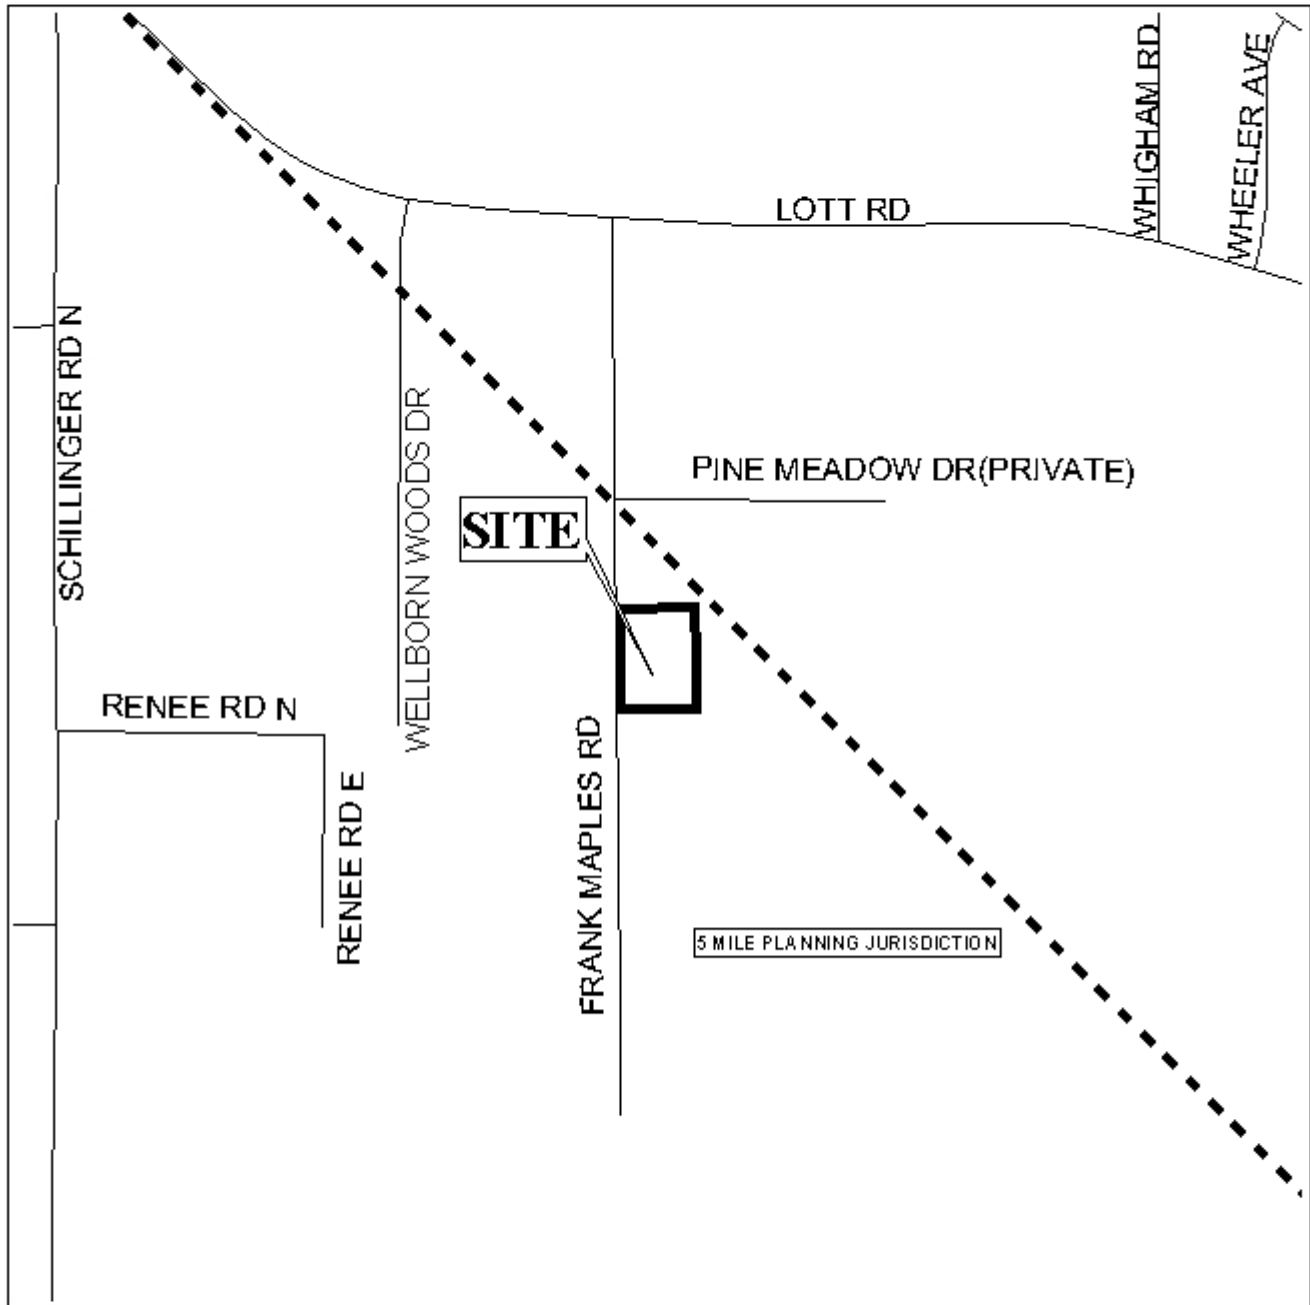 WHIGHAM RD
WHEELER AVE
LOTT RD
SCHILLINGER RD N
WELLBORN WOODS DR
PINE MEADOW DR(PRIVATE)
SITE
RENEE RD N
RENEE RD E
FRANK MAPLES RD
5 MILE PLANNING JURISDICTION